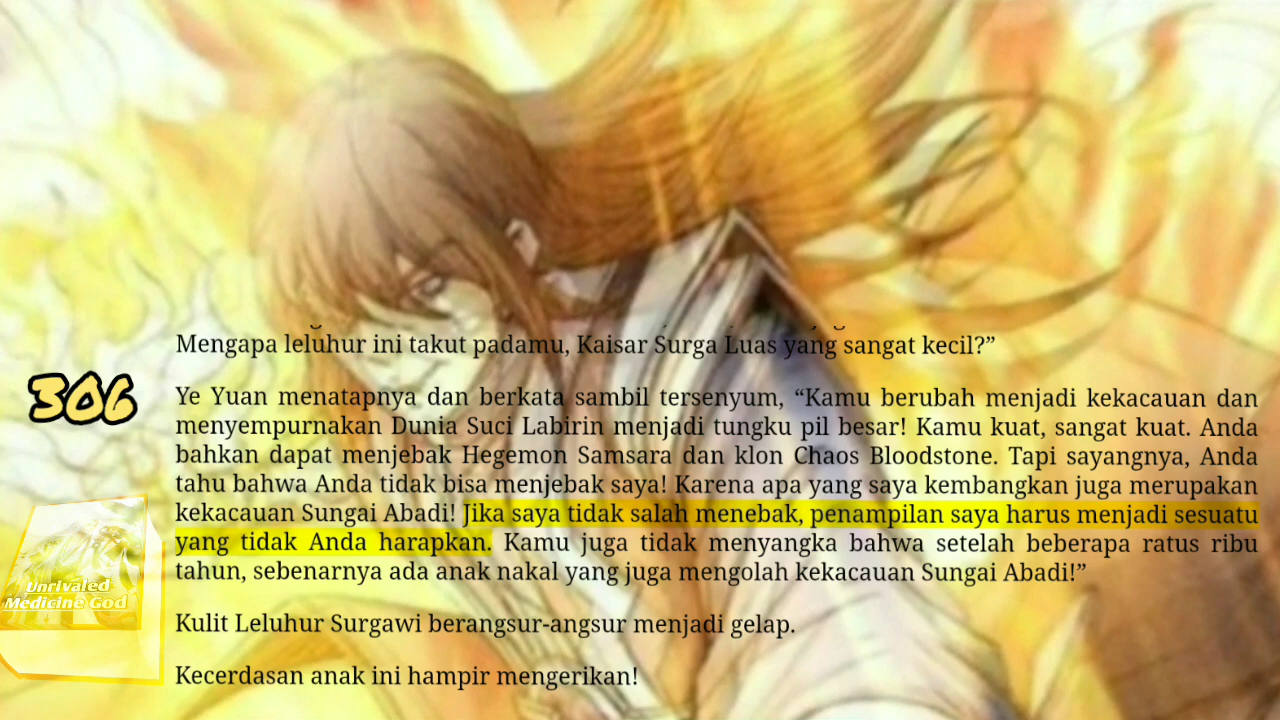 Mengapa leluhur ini takut padamu, Kaisar Surga Luas yang sangat kecil?”
306
Ye Yuan menatapnya dan berkata sambil tersenyum, “Kamu berubah menjadi kekacauan dan
menyempurnakan Dunia Suci Labirin menjadi tungku pil besar! Kamu kuat, sangat kuat. Anda
bahkan dapat menjebak Hegemon Samsara dan klon Chaos Bloodstone. Tapi sayangnya, Anda
tahu bahwa Anda tidak bisa menjebak saya! Karena apa yang saya kembangkan juga merupakan
kekacauan Sungai Abadi! Jika saya tidak salah menebak, penampilan saya harus menjadi sesuatu
yang tidak Anda harapkan. Kamu juga tidak menyangka bahwa setelah beberapa ratus ribu
tahun, sebenarnya ada anak nakal yang juga mengolah kekacauan Sungai Abadi!”
Unrivaled
Medicine God
Kulit Leluhur Surgawi berangsur-angsur menjadi gelap.
Kecerdasan anak ini hampir mengerikan!